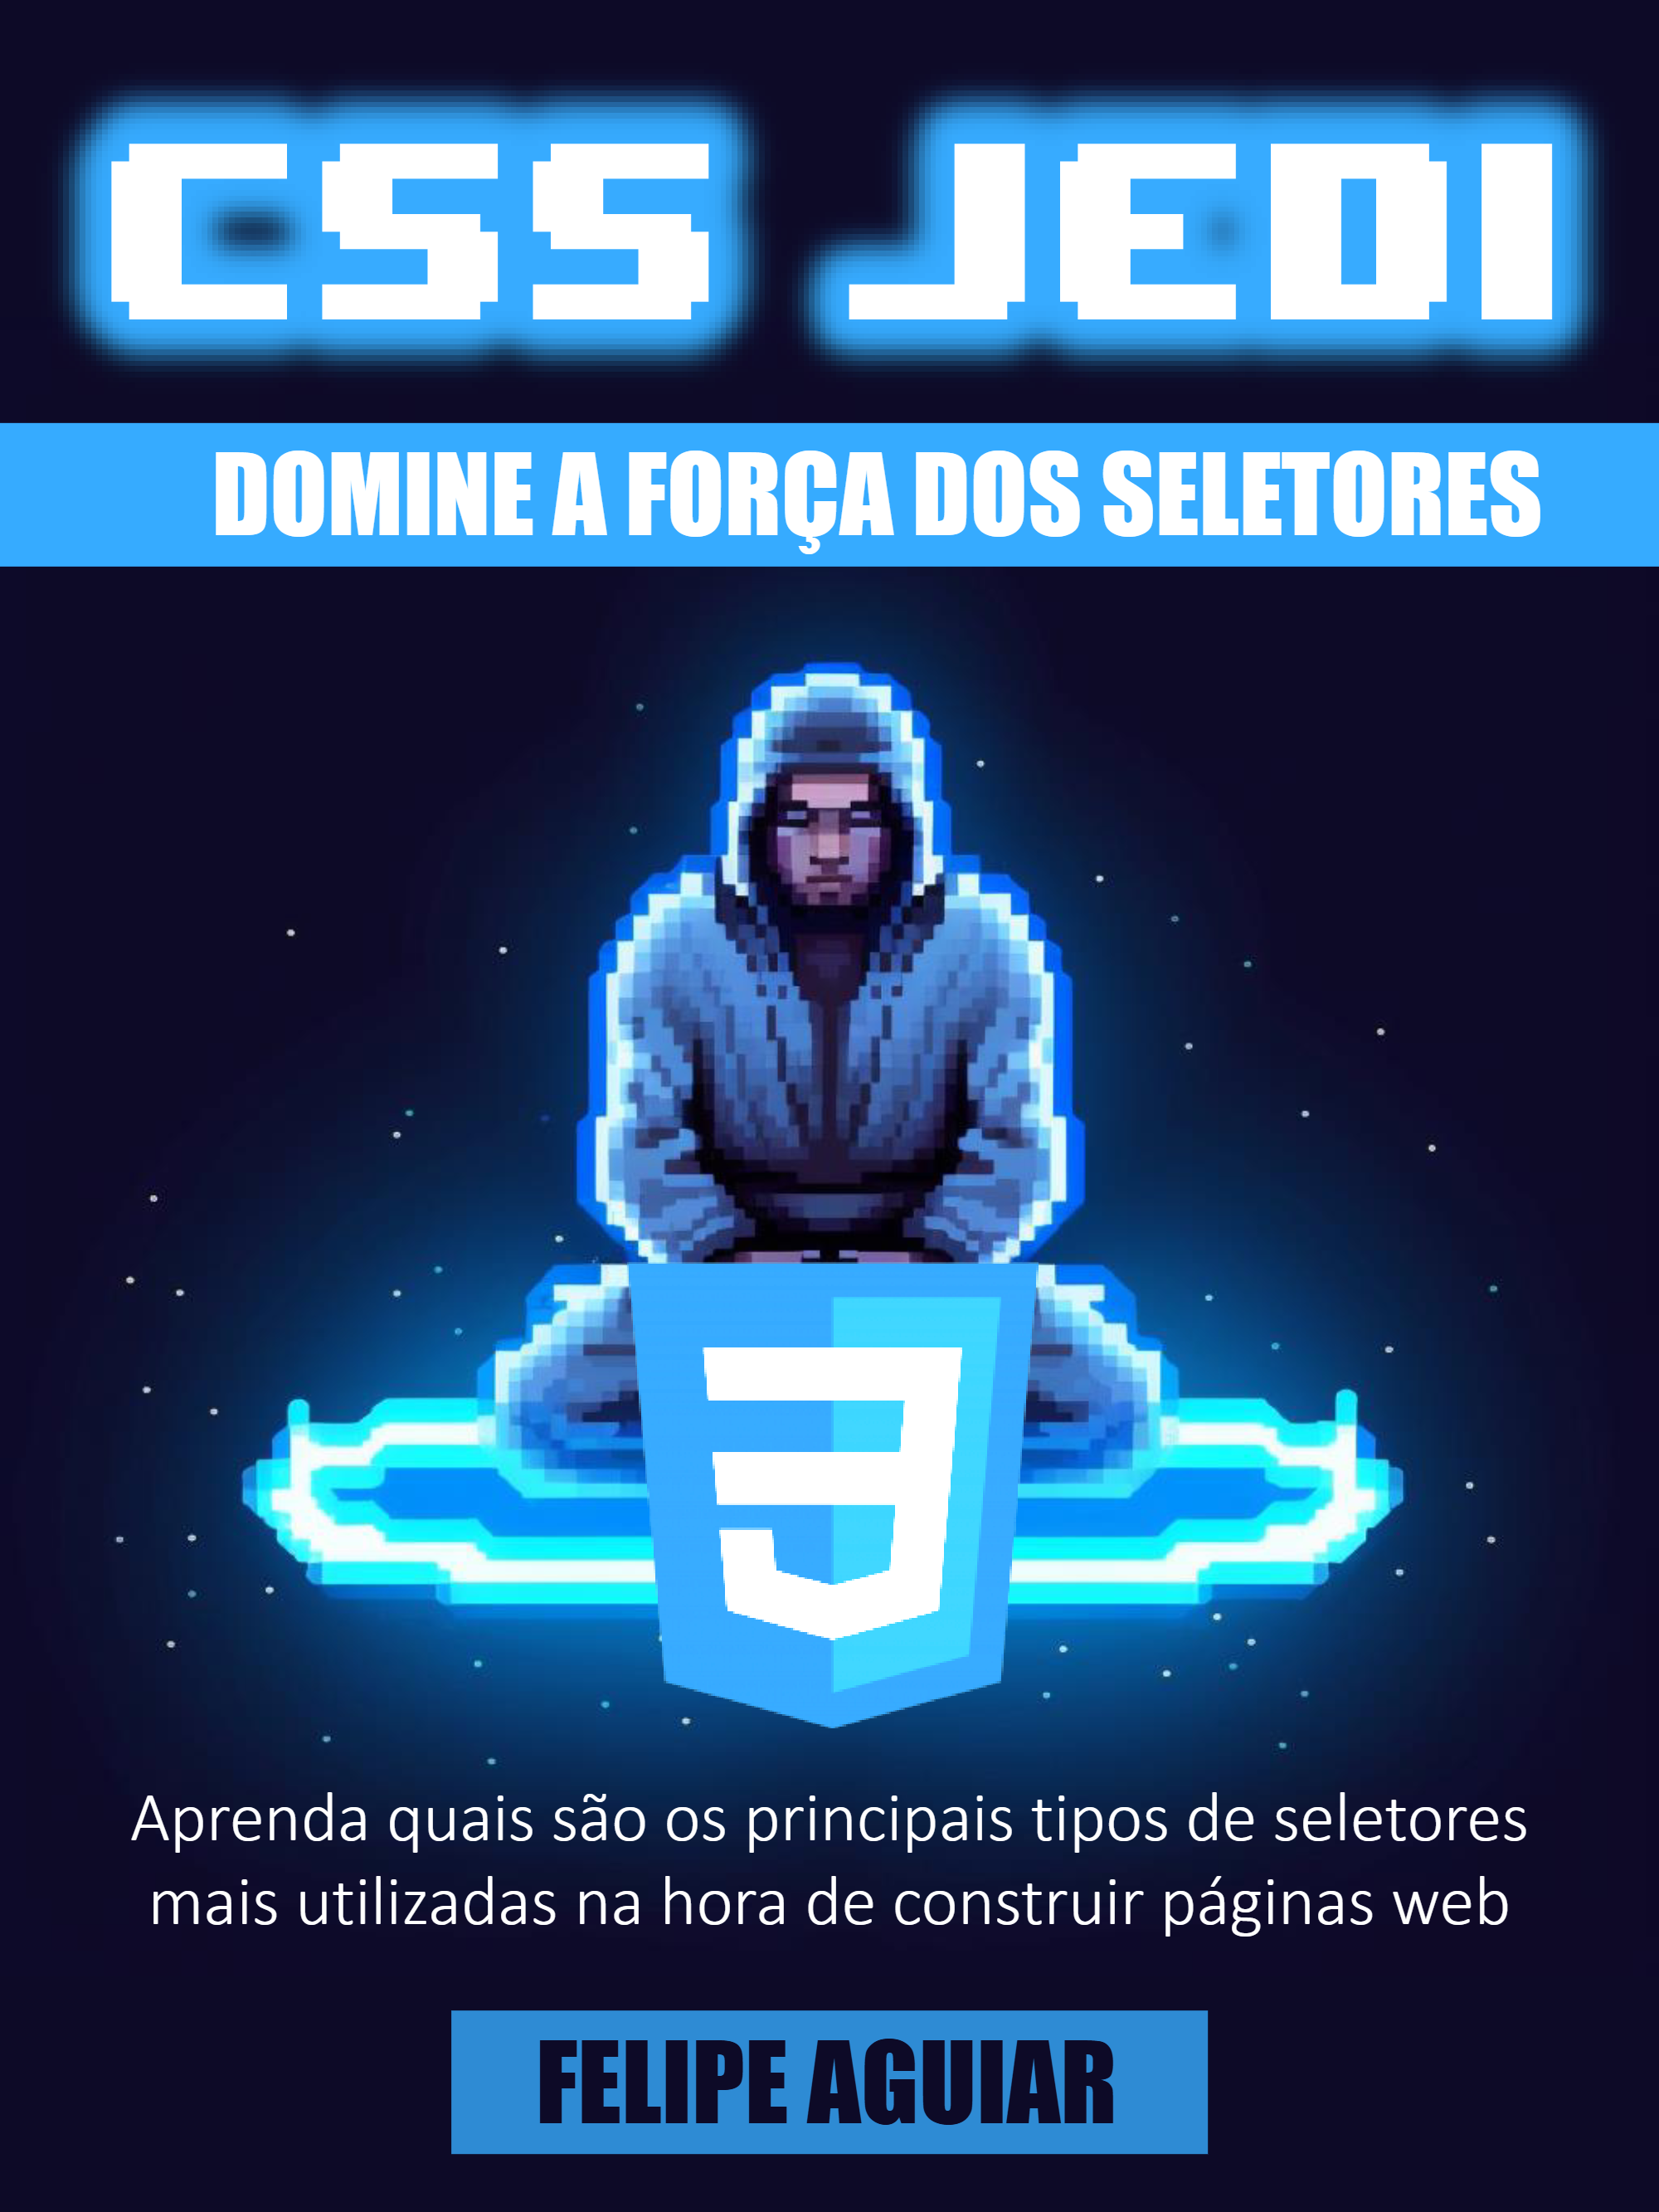 CSS JEDI
DOMINE A FORÇA DOS SELETORES
Aprenda quais são os principais tipos de seletores
mais utilizadas na hora de construir páginas web
FELIPE AGUIAR